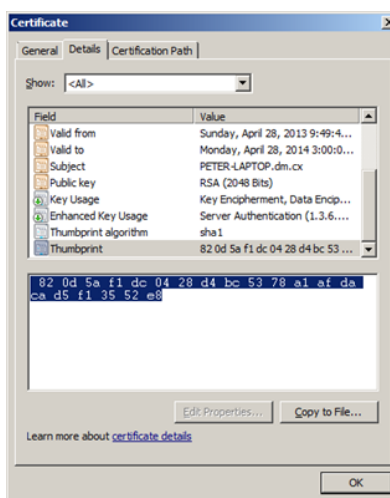 Certificate
General Details Certification Path
Show: <All>
Field Value
Valid from Sunday, April 28, 2013 9:49:4...
Valid to Monday, April 28, 2014 3:00:0...
Subject PETER-LAPTOP.dm.cx
Public key RSA (2048 Bits)
Key Usage Key Encipherment, Data Encip...
Enhanced Key Usage Server Authentication (1.3.6....
Thumbprint algorithm sha1
Thumbprint 82 0d 5a f1 dc 04 28 d4 bc 53 ...
82 0d 5a f1 dc 04 28 d4 bc 53 78 a1 af da
ca d5 f1 35 52 e8
Edit Properties... Copy to File...
Learn more about certificate details
OK